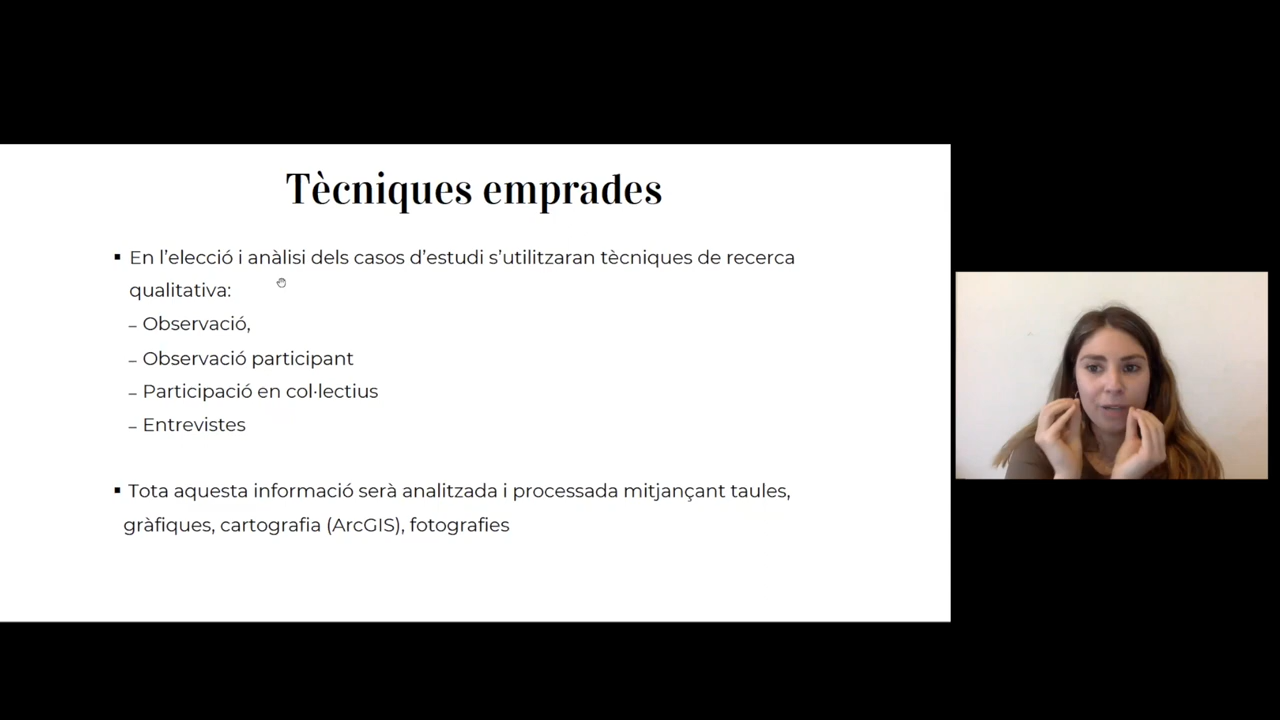 Tècniques emprades
▪ En l'elecció i anàlisi dels casos d'estudi s'utilitzaran tècniques de recerca
qualitativa:
– Observació,
– Observació participant
– Participació en col·lectius
– Entrevistes
▪ Tota aquesta informació serà analitzada i processada mitjançant taules,
gràfiques, cartografia (ArcGIS), fotografies